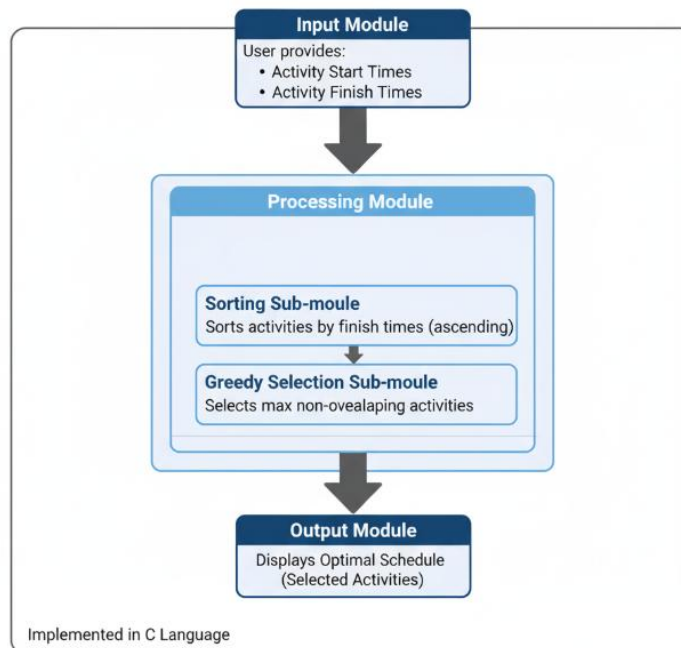 Input Module
User provides:
• Activity Start Times
• Activity Finish Times
Processing Module
Sorting Sub-moule
Sorts activities by finish times (ascending)
Greedy Selection Sub-moule
Selects max non-ovealaping activities
Output Module
Displays Optimal Schedule
(Selected Activities)
Implemented in C Language